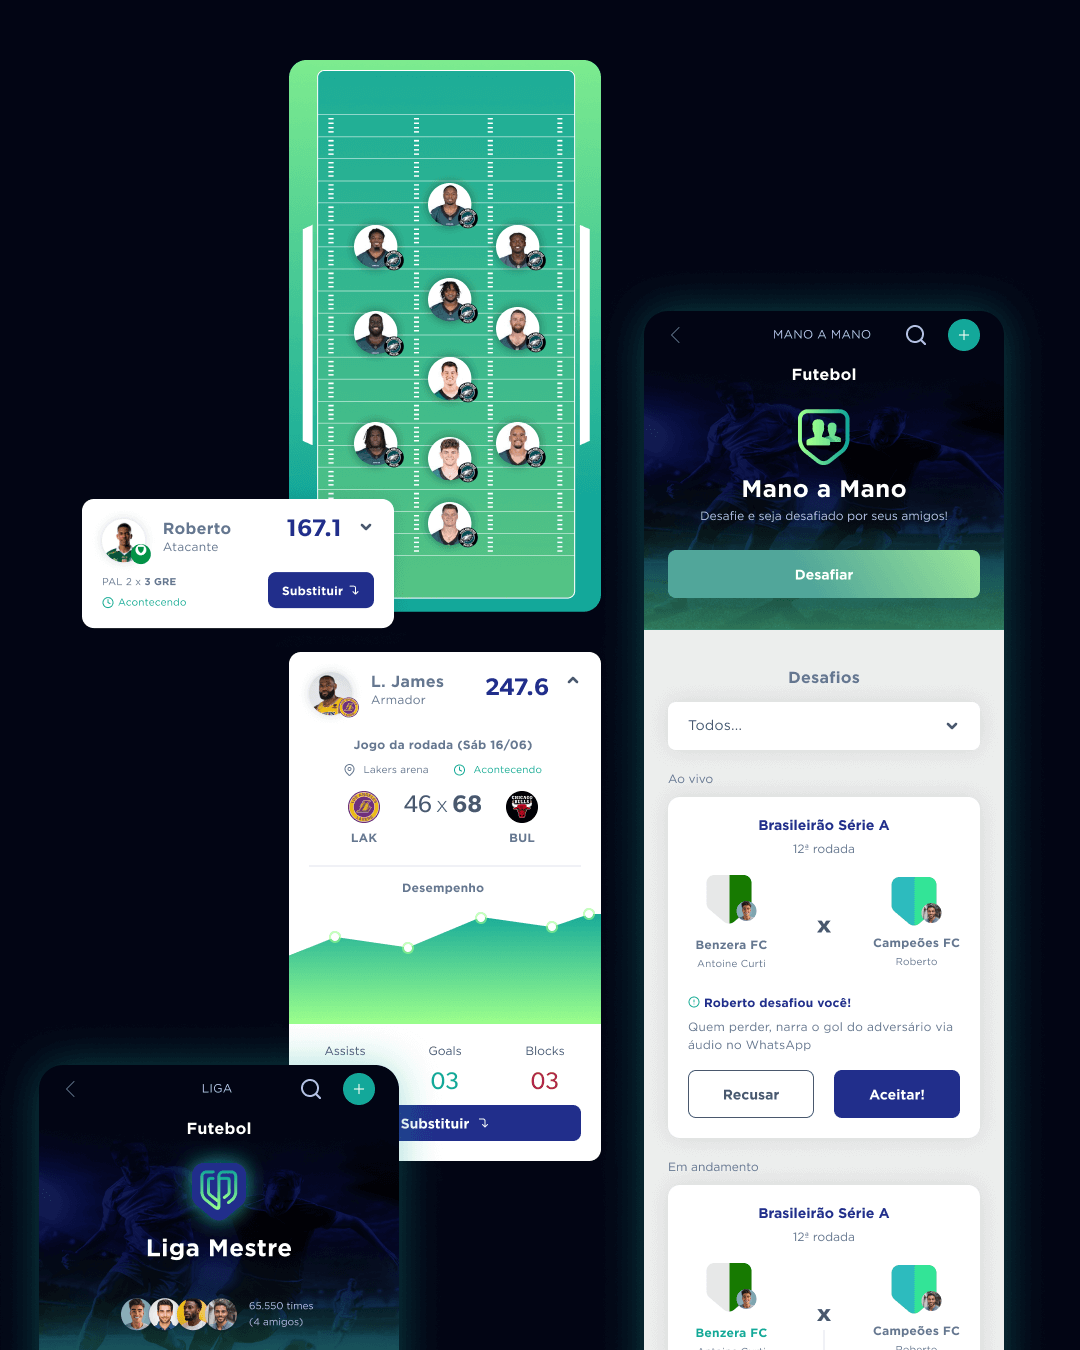 Roberto
Atacante
167.1
PAL 2 x 3 GRE
Acontecendo
Substituir
L. James
Armador
247.6
Jogo da rodada (Sáb 16/06)
Lakers arena
Acontecendo
46 x 68
LAK
BUL
Desempenho
Assists
Goals
Blocks
03
03
Substituir
LIGA
Futebol
Liga Mestre
65.550 times
(4 amigos)
MANO A MANO
Futebol
Mano a Mano
Desafie e seja desafiado por seus amigos!
Desafiar
Desafios
Todos...
Ao vivo
Brasileirão Série A
12ª rodada
x
Benzera FC
Antoine Curti
Campeões FC
Roberto
Roberto desafiou você!
Quem perder, narra o gol do adversário via
áudio no WhatsApp
Recusar
Aceitar!
Em andamento
Brasileirão Série A
12ª rodada
x
Benzera FC
Antoine Curti
Campeões FC
Roberto